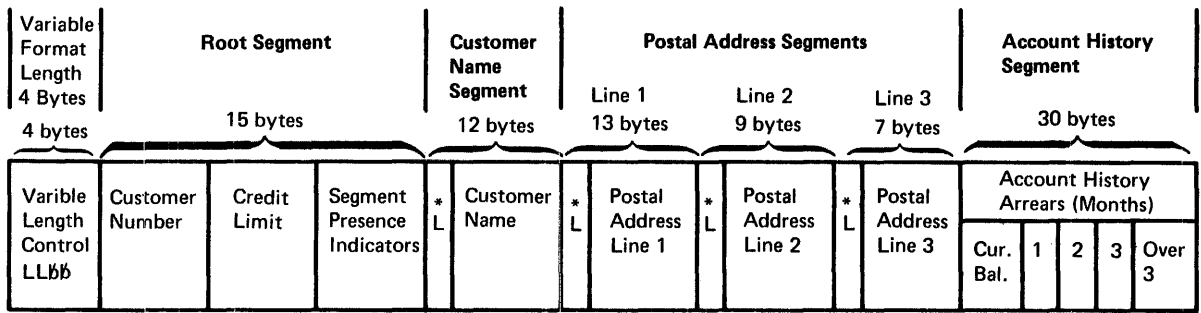 Variable
Format
Length
4 Bytes
Root Segment
Customer
Name
Segment
Postal Address Segments
Account History
Segment
Line 1
Line 2
Line 3
4 bytes
15 bytes
12 bytes
13 bytes
9 bytes
7 bytes
30 bytes
Varible
Length
Control
LLƀƀ
Customer
Number
Credit
Limit
Segment
Presence
Indicators
*
L
Customer
Name
*
L
Postal
Address
Line 1
*
L
Postal
Address
Line 2
*
L
Postal
Address
Line 3
Account History
Arrears (Months)
Cur.
Bal.
1
2
3
Over
3